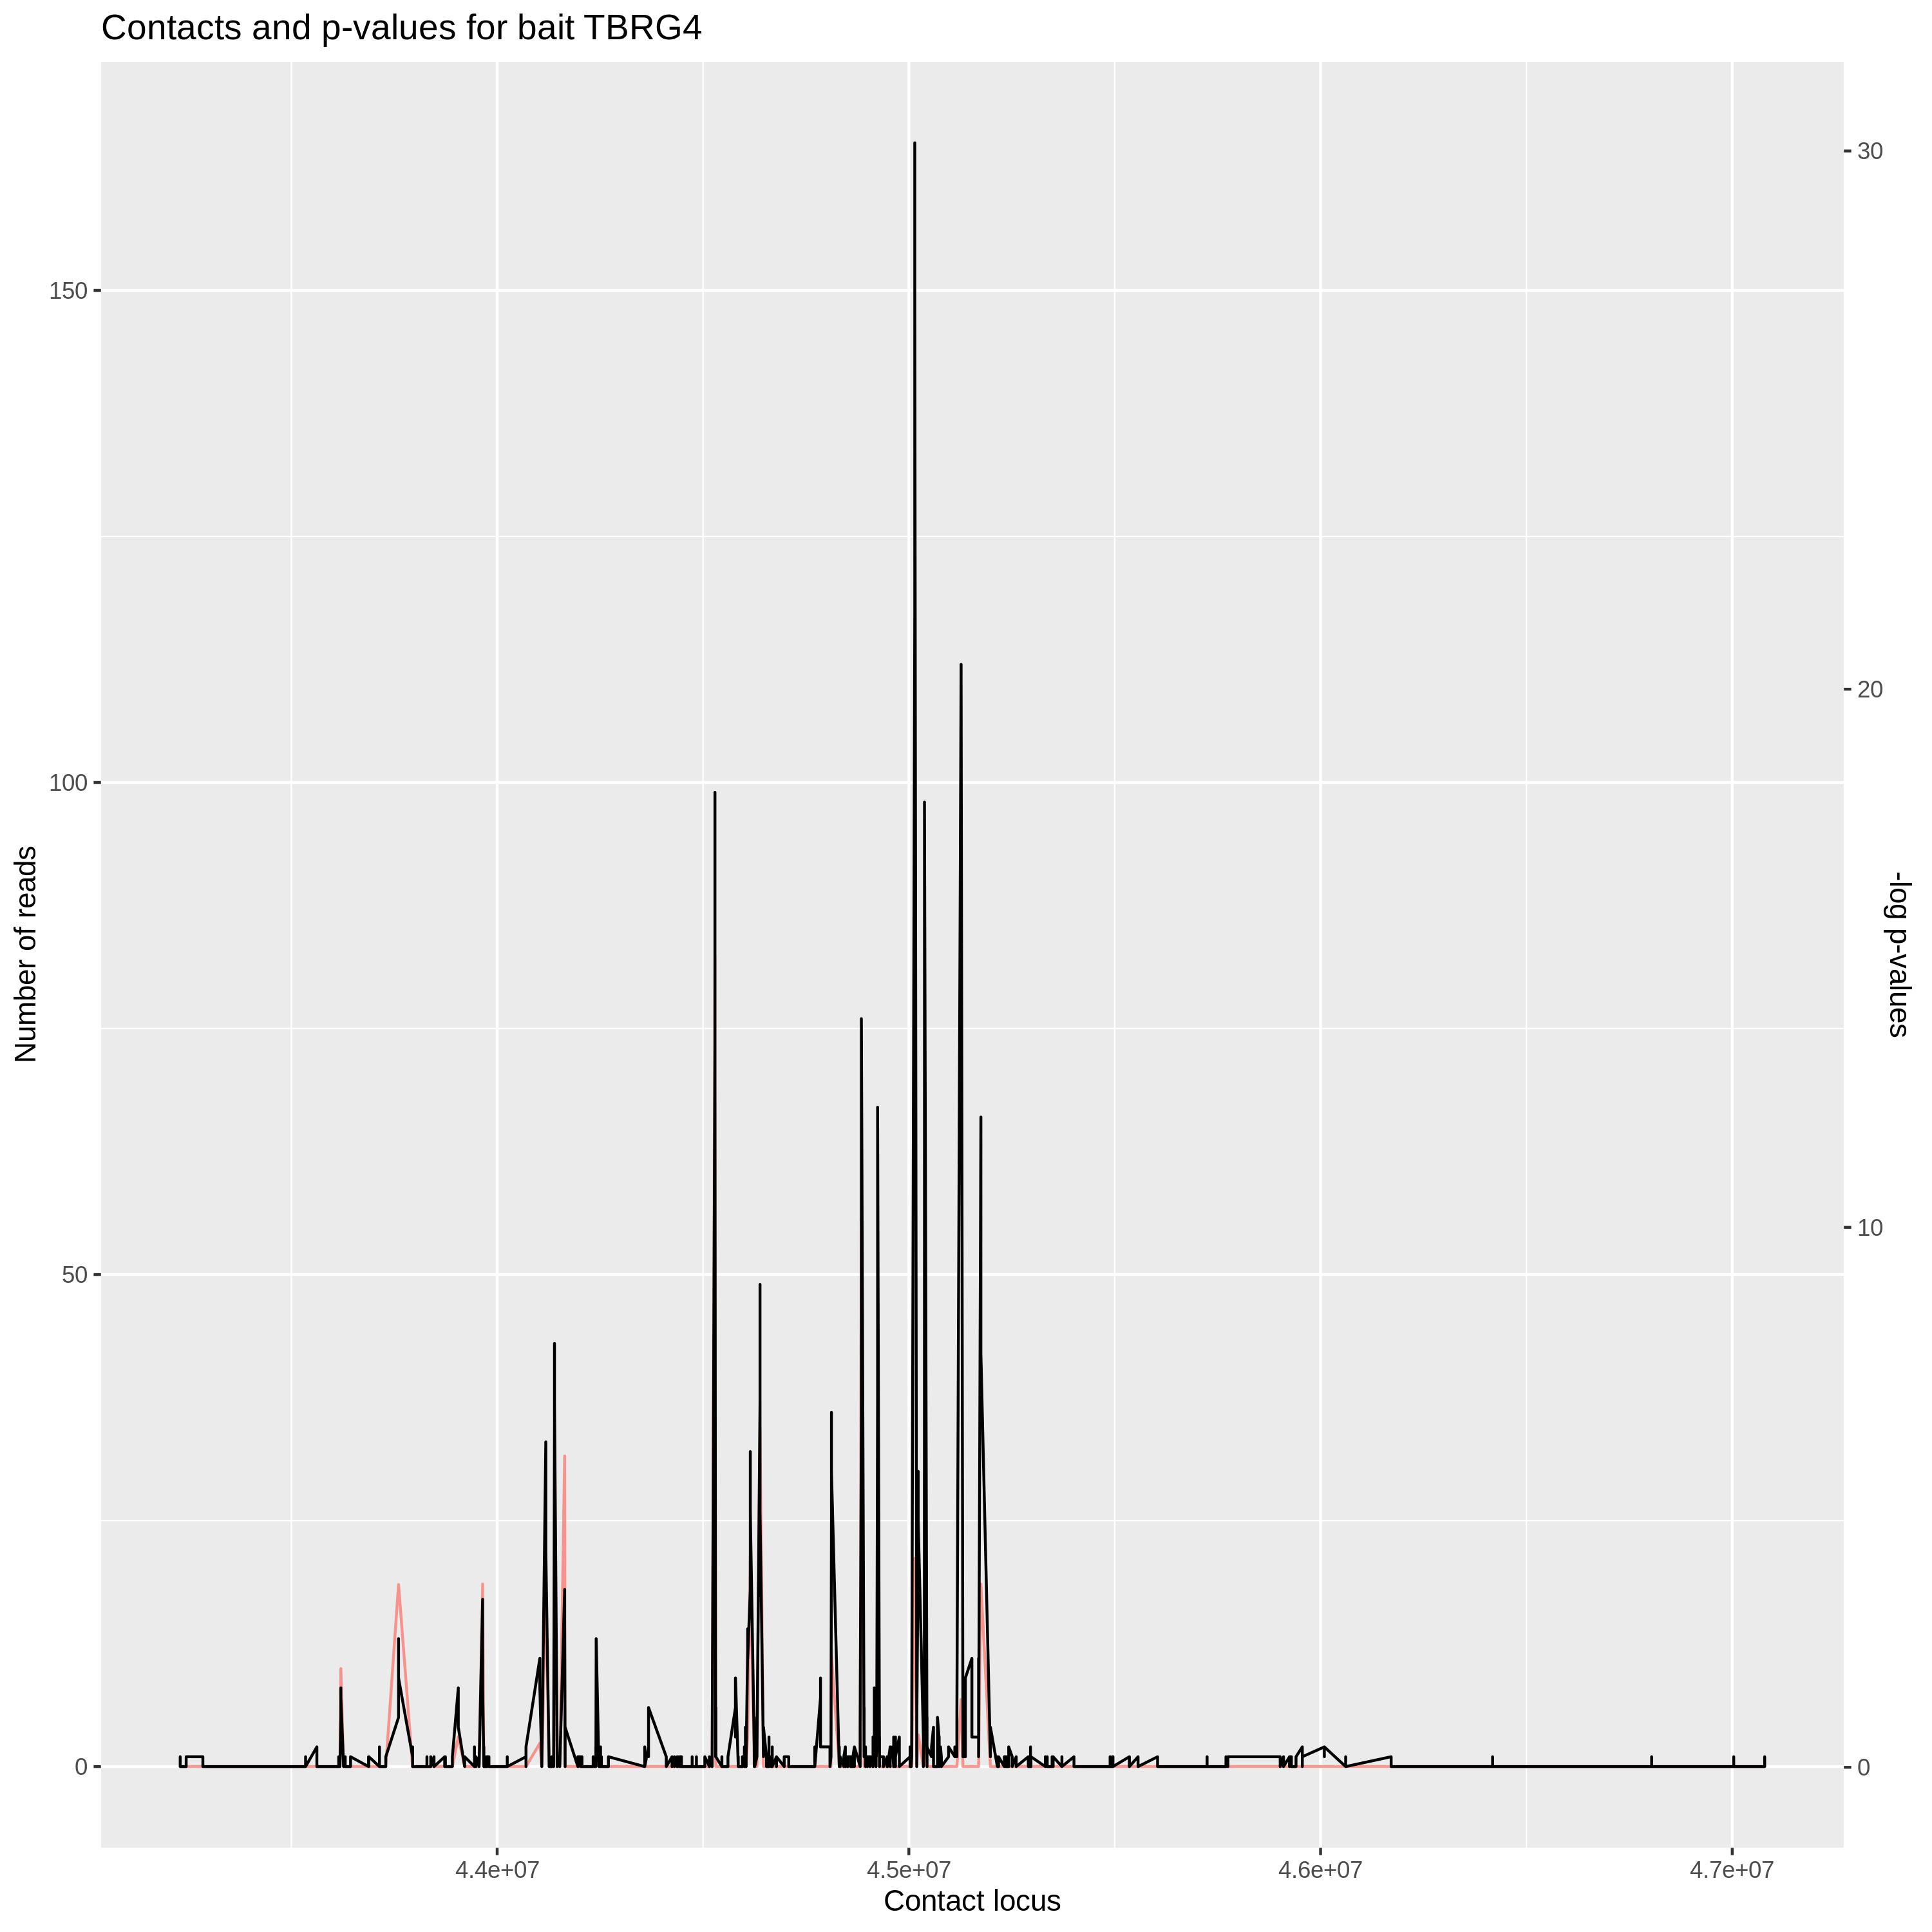 Contacts and p-values for bait TBRG4
Number of reads
150
100
50
0
30
20
10
0
-log p-values
4.4e+07
4.5e+07
4.6e+07
4.7e+07
Contact locus